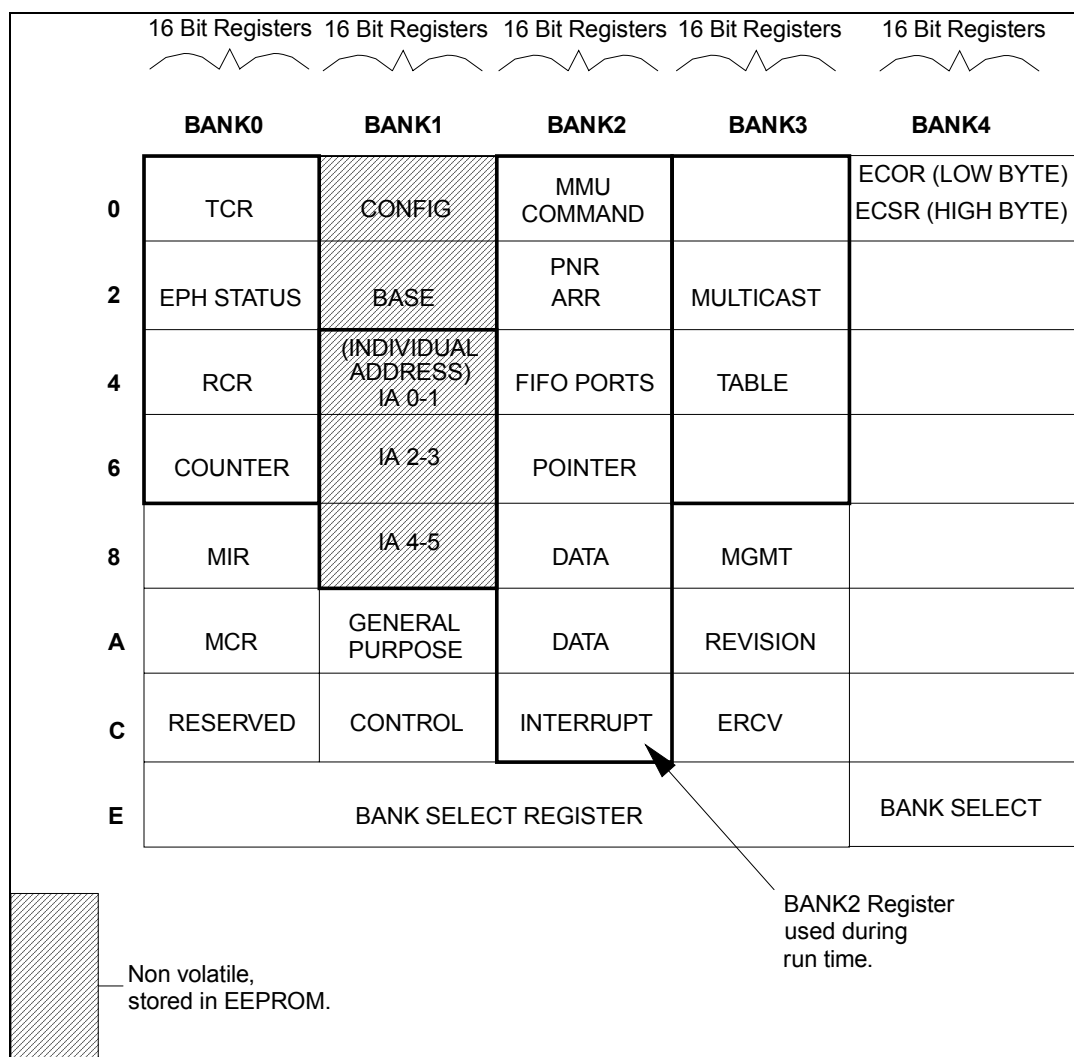 16 Bit Registers 16 Bit Registers 16 Bit Registers 16 Bit Registers 16 Bit Registers
BANK0 BANK1 BANK2 BANK3 BANK4
0 TCR CONFIG MMU COMMAND ECOR (LOW BYTE) ECSR (HIGH BYTE)
2 EPH STATUS BASE PNR ARR MULTICAST
4 RCR (INDIVIDUAL ADDRESS) IA 0-1 FIFO PORTS TABLE
6 COUNTER IA 2-3 POINTER
8 MIR IA 4-5 DATA MGMT
A MCR GENERAL PURPOSE DATA REVISION
C RESERVED CONTROL INTERRUPT ERCV
E BANK SELECT REGISTER BANK SELECT
BANK2 Register
used during
run time.
Non volatile,
stored in EEPROM.